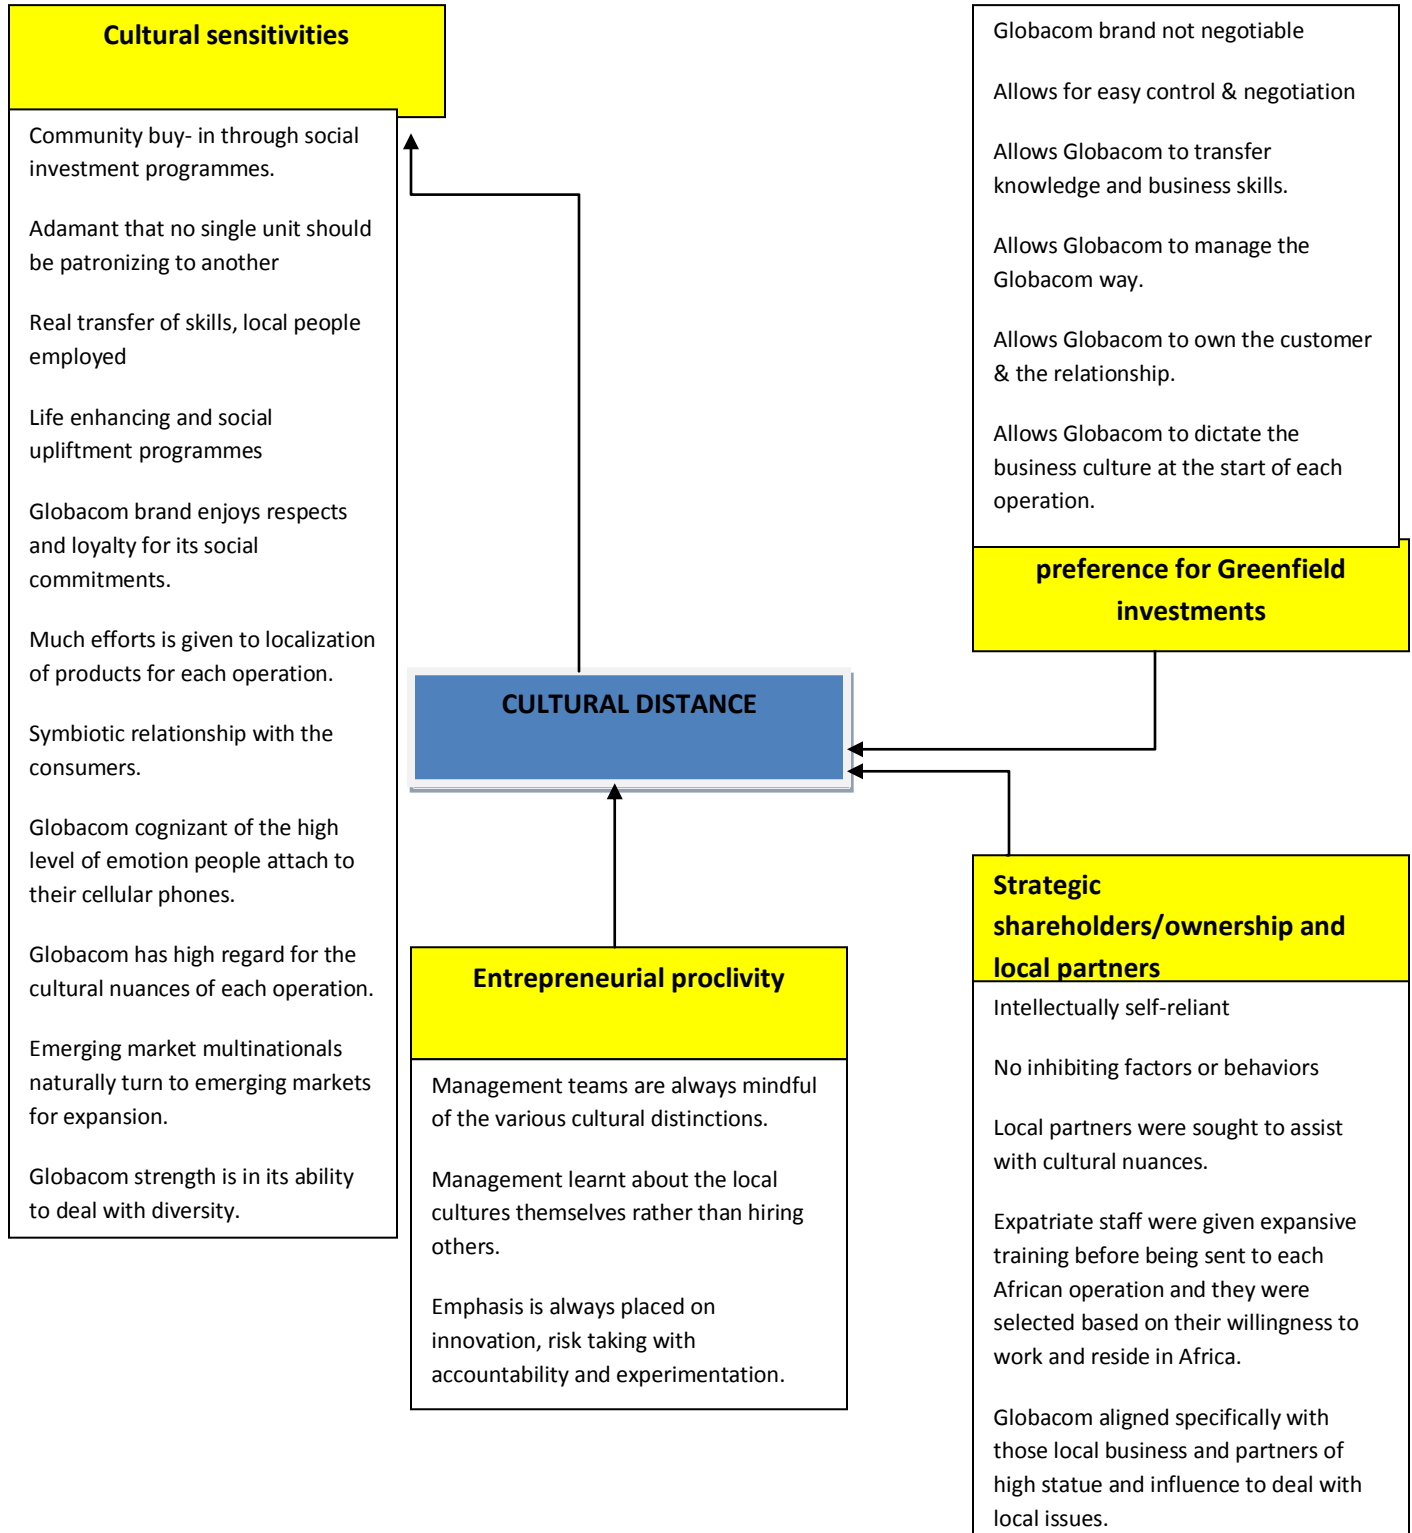 Cultural sensitivities
Community buy- in through social
investment programmes.
Adamant that no single unit should
be patronizing to another
Real transfer of skills, local people
employed
Life enhancing and social
upliftment programmes
Globacom brand enjoys respects
and loyalty for its social
commitments.
Much efforts is given to localization
of products for each operation.
Symbiotic relationship with the
consumers.
Globacom cognizant of the high
level of emotion people attach to
their cellular phones.
Globacom has high regard for the
cultural nuances of each operation.
Emerging market multinationals
naturally turn to emerging markets
for expansion.
Globacom strength is in its ability
to deal with diversity.
CULTURAL DISTANCE
Entrepreneurial proclivity
Management teams are always mindful
of the various cultural distinctions.
Management learnt about the local
cultures themselves rather than hiring
others.
Emphasis is always placed on
innovation, risk taking with
accountability and experimentation.
Globacom brand not negotiable
Allows for easy control & negotiation
Allows Globacom to transfer
knowledge and business skills.
Allows Globacom to manage the
Globacom way.
Allows Globacom to own the customer
& the relationship.
Allows Globacom to dictate the
business culture at the start of each
operation.
preference for Greenfield
investments
Strategic
shareholders/ownership and
local partners
Intellectually self-reliant
No inhibiting factors or behaviors
Local partners were sought to assist
with cultural nuances.
Expatriate staff were given expansive
training before being sent to each
African operation and they were
selected based on their willingness to
work and reside in Africa.
Globacom aligned specifically with
those local business and partners of
high statue and influence to deal with
local issues.